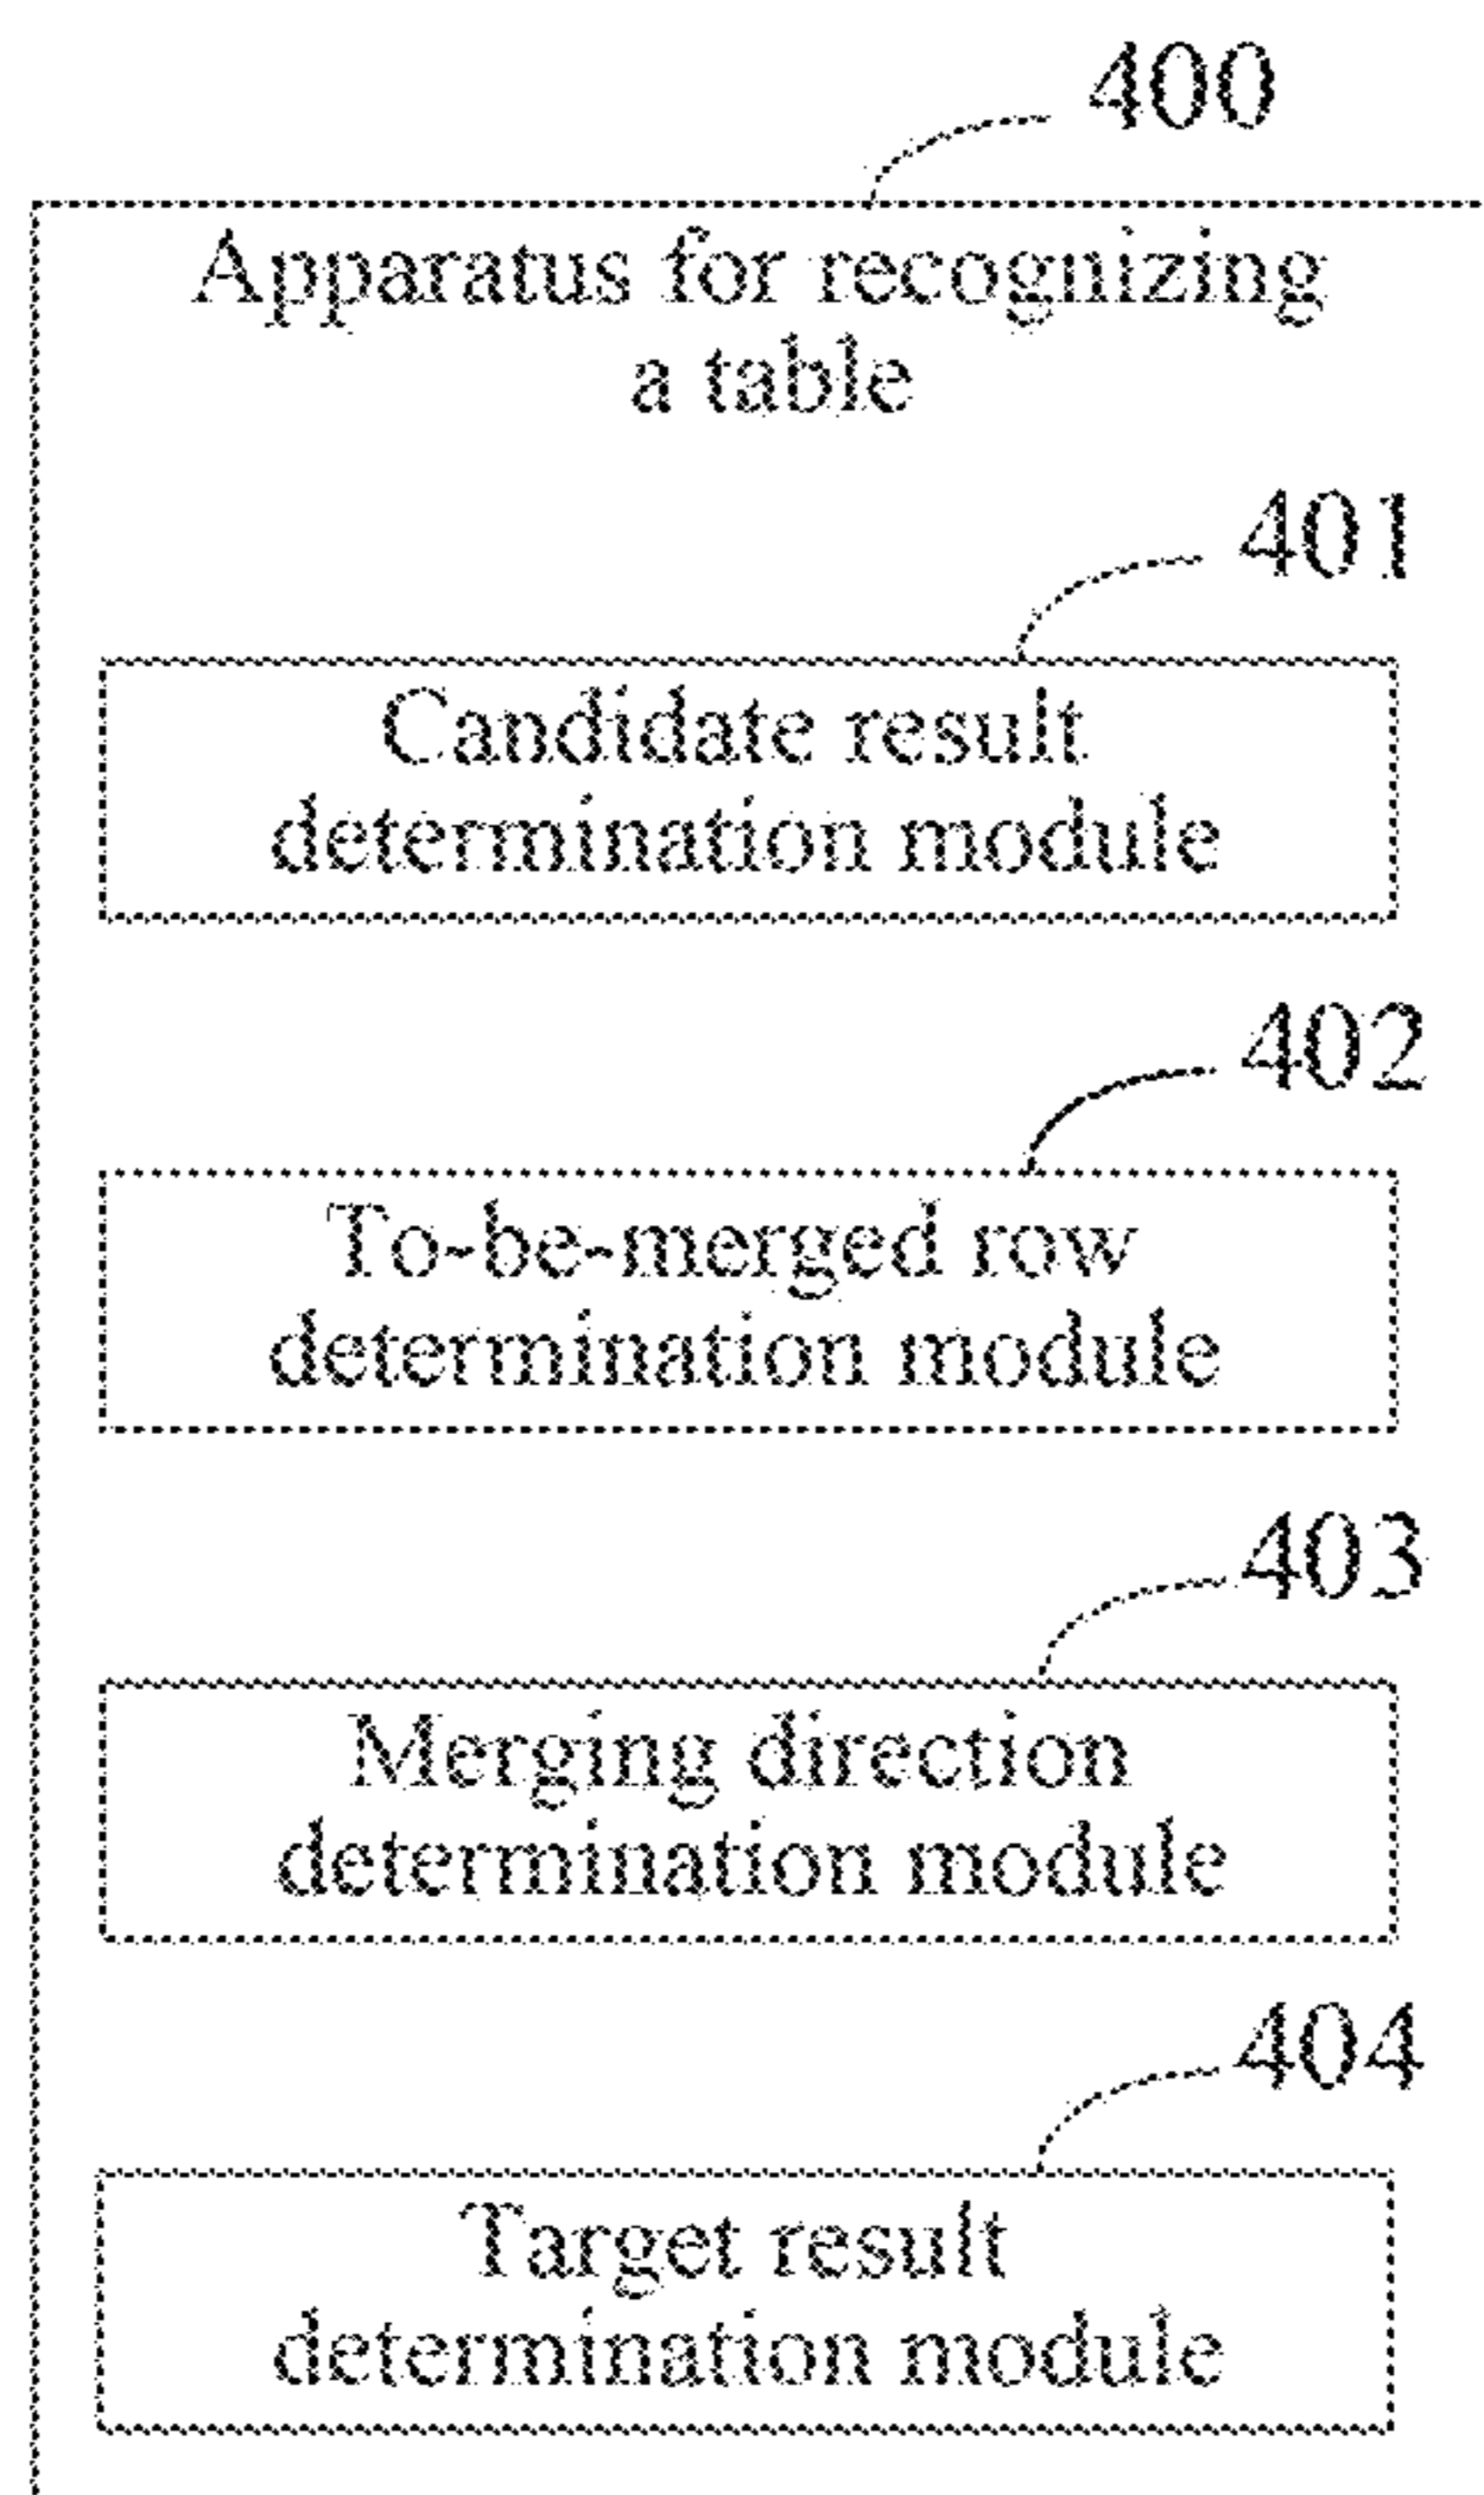 400
Apparatus for recognizing
a table
401
Candidate result
determination module
402
To-be-merged row
determination module
403
Merging direction
determination module
404
Target result
determination module